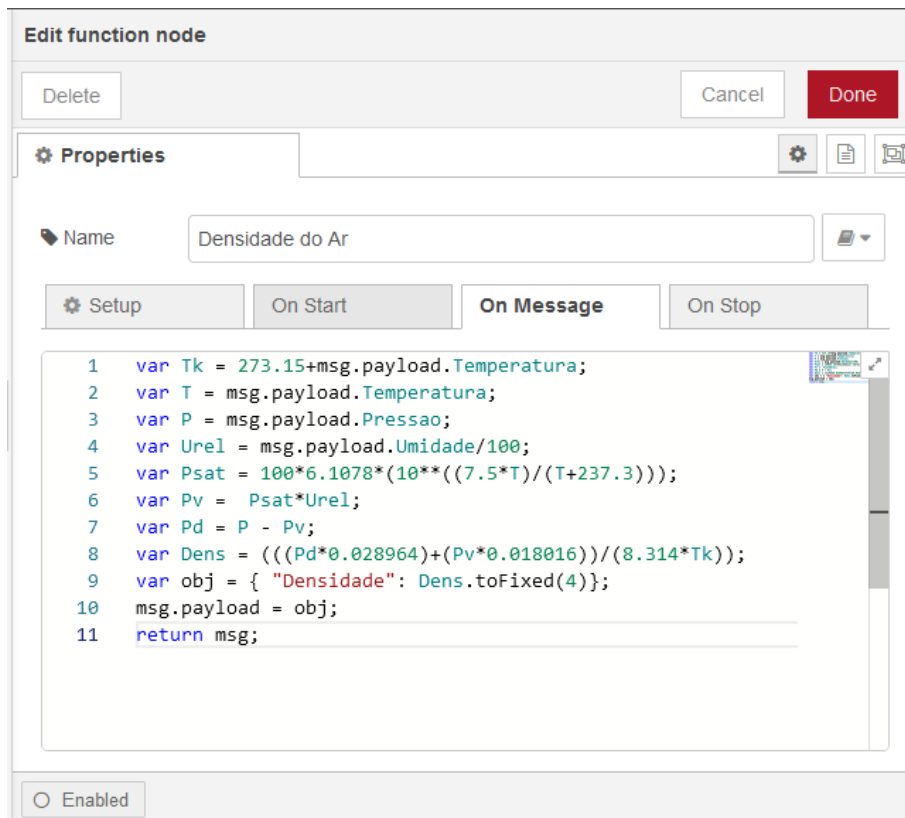 Edit function node
Delete
Cancel
Done
Properties
Name
Densidade do Ar
Setup
On Start
On Message
On Stop
1 var Tk = 273.15+msg.payload.Temperatura;
2 var T = msg.payload.Temperatura;
3 var P = msg.payload.Pressao;
4 var Urel = msg.payload.Umidade/100;
5 var Psat = 100*6.1078*(10**((7.5*T)/(T+237.3)));
6 var Pv =  Psat*Urel;
7 var Pd = P - Pv;
8 var Dens = (((Pd*0.028964)+(Pv*0.018016))/(8.314*Tk));
9 var obj = { "Densidade": Dens.toFixed(4)};
10 msg.payload = obj;
11 return msg;
Enabled